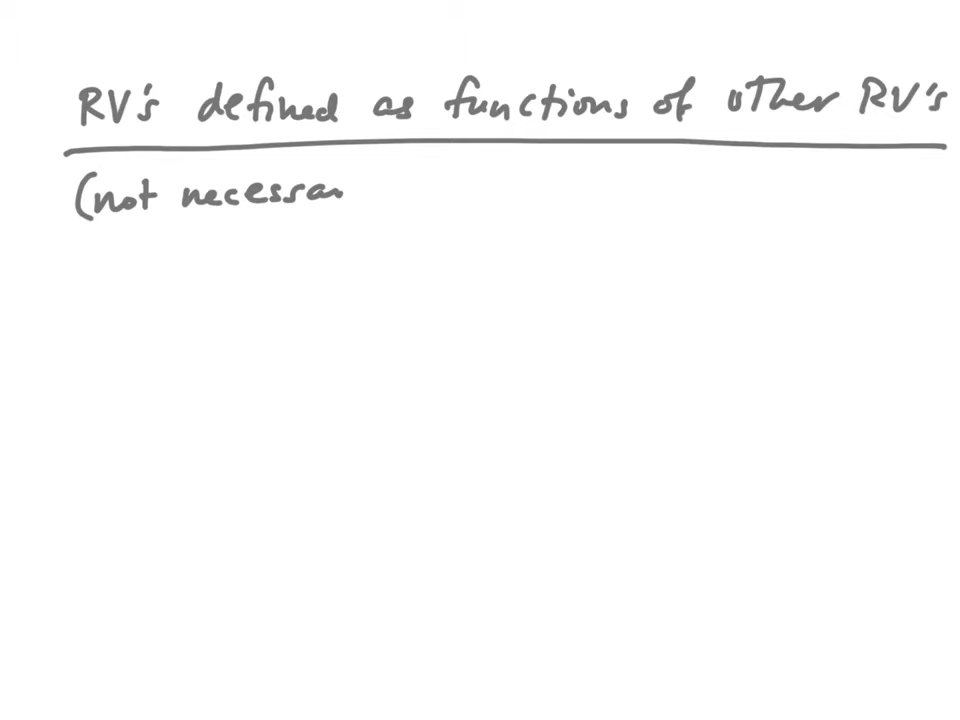 RV's defined as functions of other RV's
(not necessar